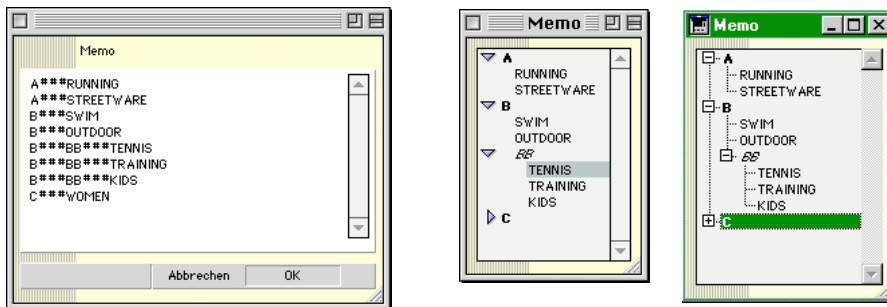 Memo
A###RUNNING
A###STREETWARE
B###SWIM
B###OUTDOOR
B###BB###TENNIS
B###BB###TRAINING
B###BB###KIDS
C###WOMEN
Abbrechen OK
Memo
A
RUNNING
STREETWARE
B
SWIM
OUTDOOR
BB
TENNIS
TRAINING
KIDS
C
Memo
A
RUNNING
STREETWARE
B
SWIM
OUTDOOR
BB
TENNIS
TRAINING
KIDS
C